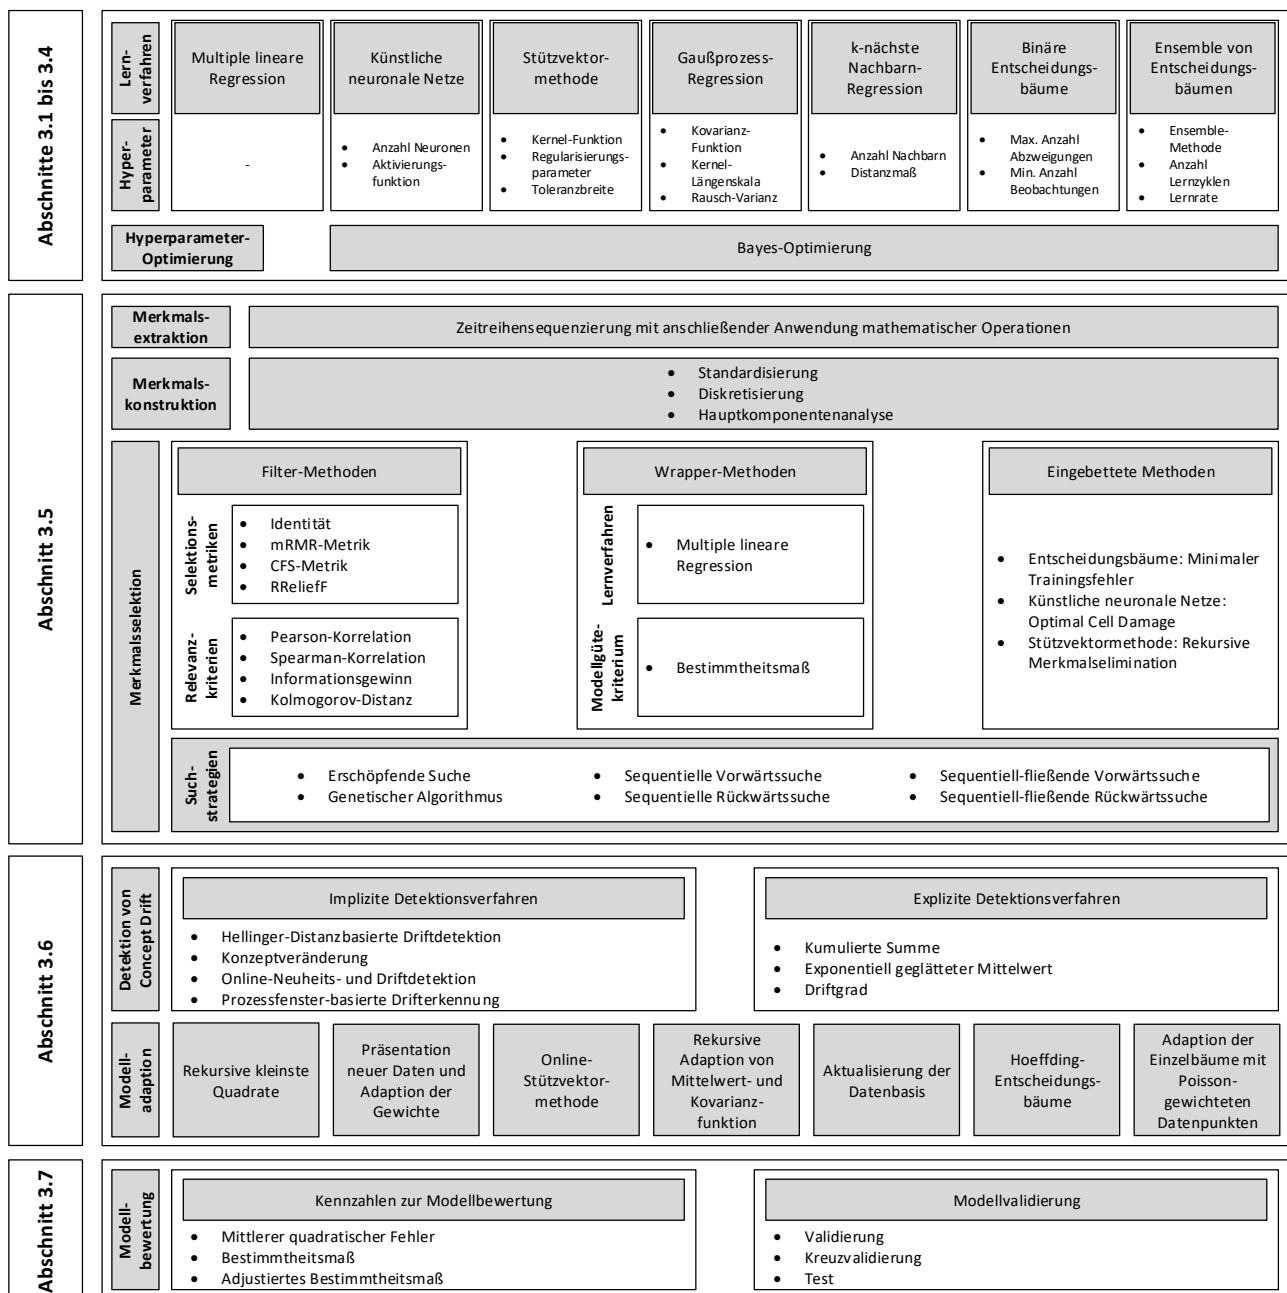 Abschnitte 3.1 bis 3.4
Lern-
verfahren
Multiple lineare
Regression
Künstliche
neuronale Netze
Stützvektor-
methode
Gaußprozess-
Regression
k-nächste
Nachbarn-
Regression
Binäre
Entscheidungs-
bäume
Ensemble von
Entscheidungs-
bäumen
Hyper-
parameter
-
• Anzahl Neuronen
• Aktivierungs-
funktion
• Kernel-Funktion
• Regularisierungs-
parameter
• Toleranzbreite
• Kovarianz-
Funktion
• Kernel-
Längenskala
• Rausch-Varianz
• Anzahl Nachbarn
• Distanzmaß
• Max. Anzahl
Abzweigungen
• Min. Anzahl
Beobachtungen
• Ensemble-
Methode
• Anzahl
Lernzyklen
• Lernrate
Hyperparameter-
Optimierung
Bayes-Optimierung
Abschnitt 3.5
Merkmals-
extraktion
Zeitreihensequenzierung mit anschließender Anwendung mathematischer Operationen
Merkmals-
konstruktion
• Standardisierung
• Diskretisierung
• Hauptkomponentenanalyse
Merkmalsselektion
Filter-Methoden
Selektions-
metriken
• Identität
• mRMR-Metrik
• CFS-Metrik
• RReliefF
Relevanz-
kriterien
• Pearson-Korrelation
• Spearman-Korrelation
• Informationsgewinn
• Kolmogorov-Distanz
Wrapper-Methoden
Lernverfahren
• Multiple lineare
Regression
Modellgüte-
kriterium
• Bestimmtheitsmaß
Eingebettete Methoden
• Entscheidungsbäume: Minimaler
Trainingsfehler
• Künstliche neuronale Netze:
Optimal Cell Damage
• Stützvektormethode: Rekursive
Merkmalselimination
Such-
strategien
• Erschöpfende Suche
• Genetischer Algorithmus
• Sequentielle Vorwärtssuche
• Sequentielle Rückwärtssuche
• Sequentiell-fließende Vorwärtssuche
• Sequentiell-fließende Rückwärtssuche
Abschnitt 3.6
Detektion von
Concept Drift
Implizite Detektionsverfahren
• Hellinger-Distanzbasierte Driftdetektion
• Konzeptveränderung
• Online-Neuheits- und Driftdetektion
• Prozessfenster-basierte Drifterkennung
Explizite Detektionsverfahren
• Kumulierte Summe
• Exponentiell geglätteter Mittelwert
• Driftgrad
Modell-
adaption
Rekursive kleinste
Quadrate
Präsentation
neuer Daten und
Adaption der
Gewichte
Online-
Stützvektor-
methode
Rekursive
Adaption von
Mittelwert- und
Kovarianz-
funktion
Aktualisierung der
Datenbasis
Hoeffding-
Entscheidungs-
bäume
Adaption der
Einzelbäume mit
Poisson-
gewichteten
Datenpunkten
Abschnitt 3.7
Modell-
bewertung
Kennzahlen zur Modellbewertung
• Mittlerer quadratischer Fehler
• Bestimmtheitsmaß
• Adjustiertes Bestimmtheitsmaß
Modellvalidierung
• Validierung
• Kreuzvalidierung
• Test